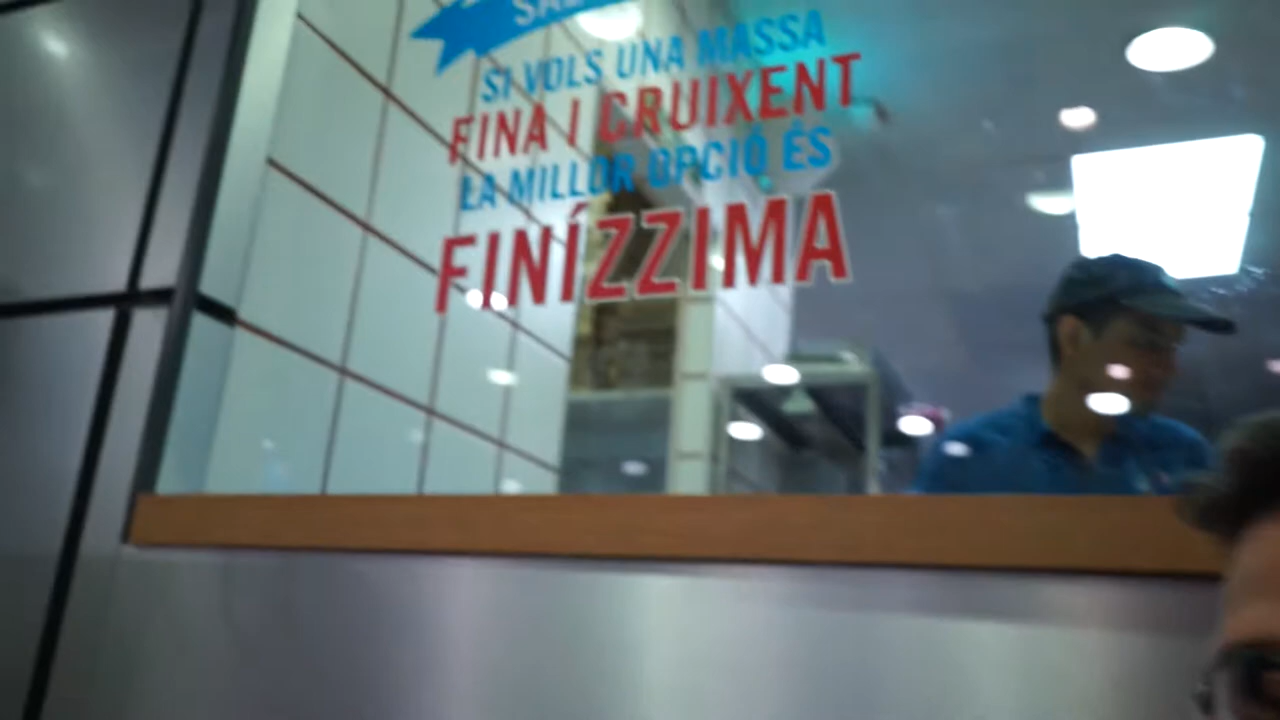 SI VOLS UNA MASSA
FINA I CRUIXENT
LA MILLOR OPCIÓ ÉS
FINÍZZIMA